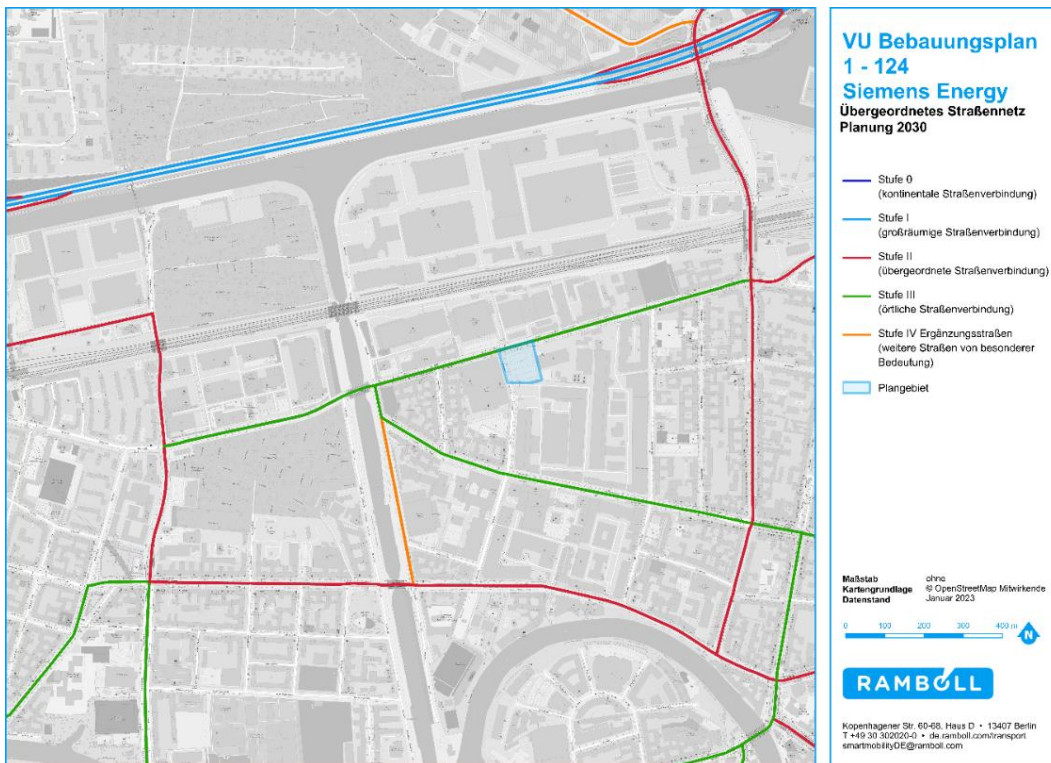 VU Bebauungsplan
1 - 124
Siemens Energy
Übergeordnetes Straßennetz
Planung 2030
Stufe 0
(kontinentale Straßenverbindung)
Stufe I
(großräumige Straßenverbindung)
Stufe II
(übergeordnete Straßenverbindung)
Stufe III
(örtliche Straßenverbindung)
Stufe IV Ergänzungsstraßen
(weitere Straßen von besonderer
Bedeutung)
Plangebiet
Maßstab ohne
Kartengrundlage © OpenStreetMap Mitwirkende
Datenstand Januar 2023
0 100 200 300 400 m
N
RAMBOLL
Kopenhagener Str. 60-68, Haus D • 13407 Berlin
T +49 30 302020-0 • de.ramboll.com/transport
smartmobilityDE@ramboll.com